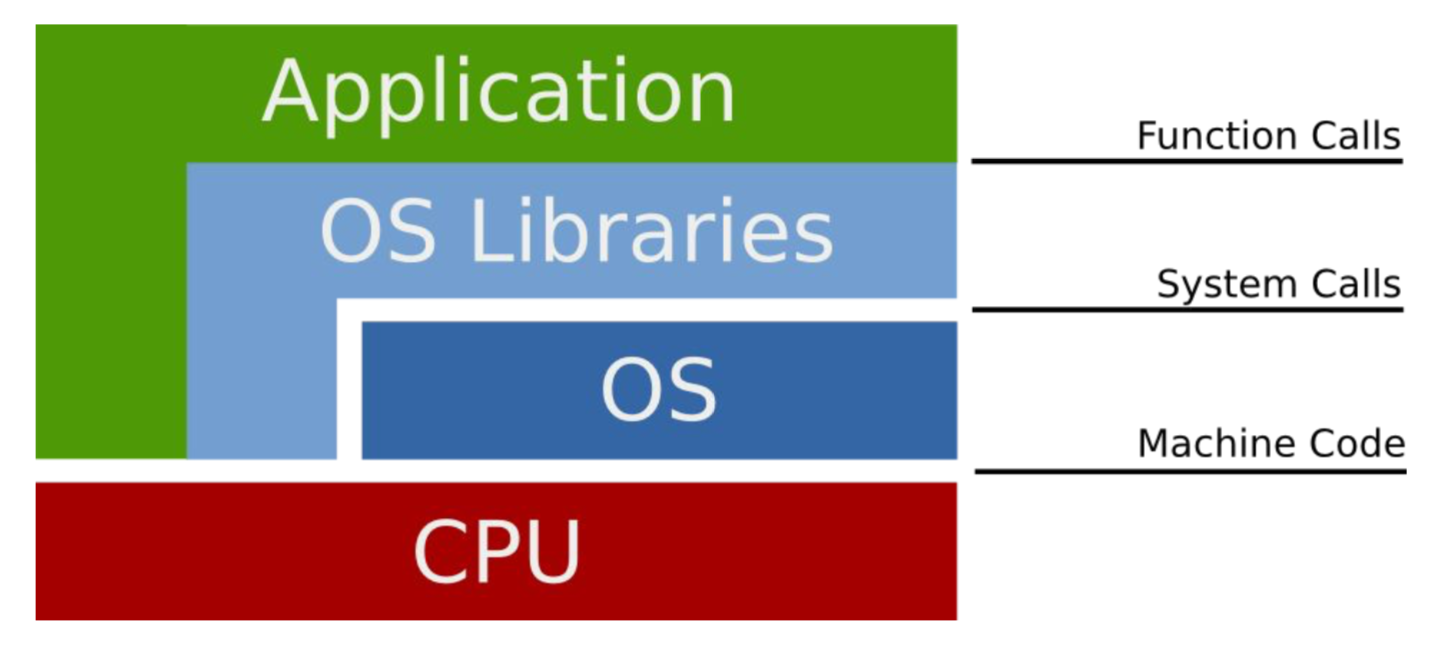 Application
Function Calls
OS Libraries
System Calls
OS
Machine Code
CPU